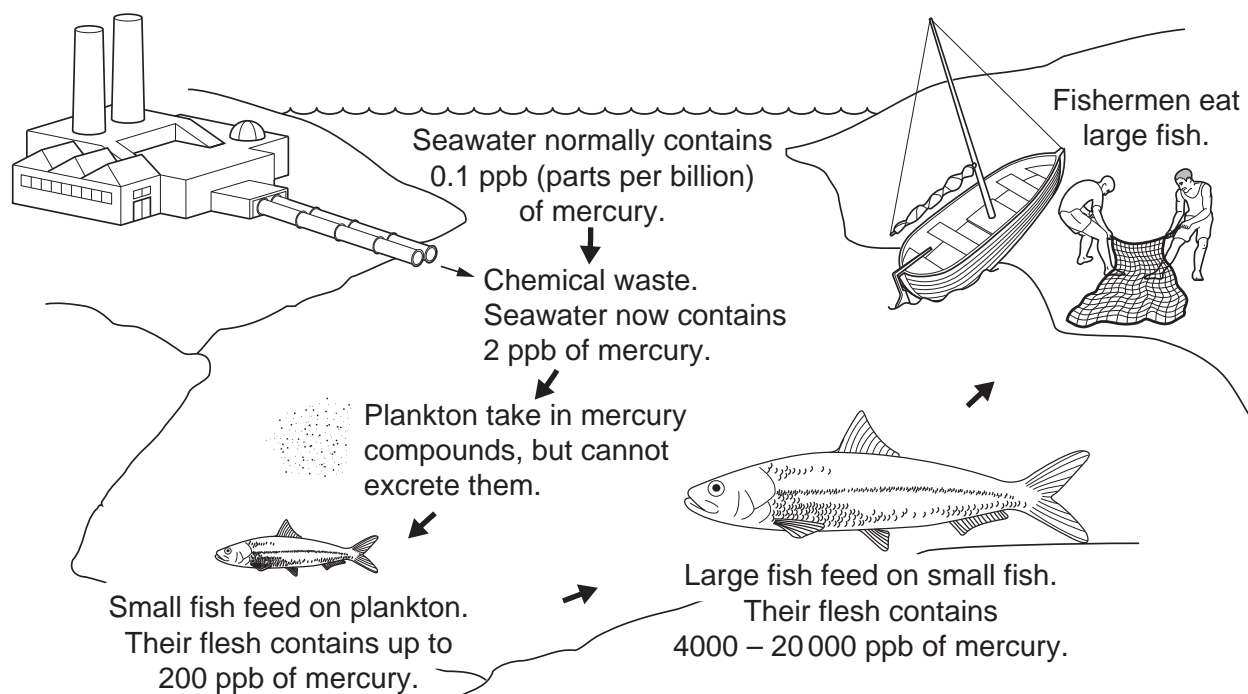 Seawater normally contains
0.1 ppb (parts per billion)
of mercury.
Fishermen eat
large fish.
Chemical waste.
Seawater now contains
2 ppb of mercury.
Plankton take in mercury
compounds, but cannot
excrete them.
Small fish feed on plankton.
Their flesh contains up to
200 ppb of mercury.
Large fish feed on small fish.
Their flesh contains
4000 – 20 000 ppb of mercury.